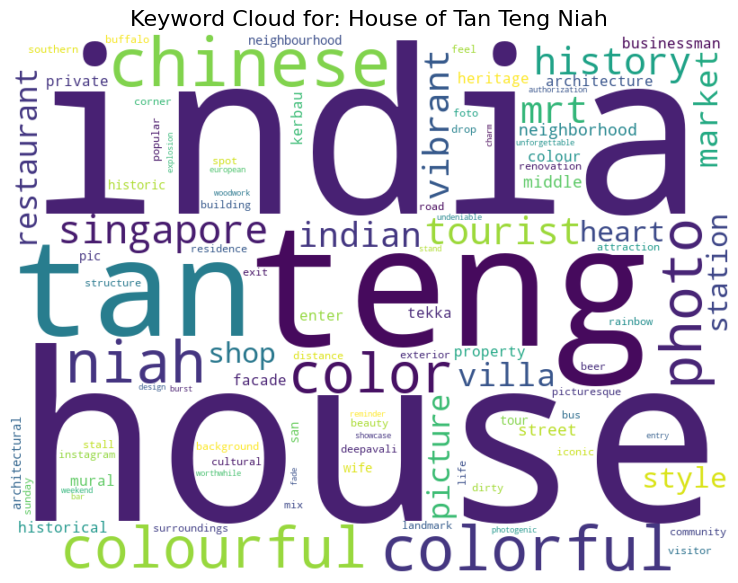 Keyword Cloud for: House of Tan Teng Niah
southern
buffalo
neighbourhood
feel
businessman
chinese
history
private
heritage
architecture
india
authorization
restaurant
corner
kerbau
vibrant
foto
mrt
market
popular
explosion
drop
charm
neighborhood
unforgettable
spot
european
colour
renovation
historic
middle
woodwork
building
road
undeniable
singapore
indian
tourist
heart
photo
station
pic
residence
stand
attraction
tan
teng
exit
structure
enter
tekka
rainbow
niah
shop
distance
exterior
property
color
facade
villa
beer
picturesque
design
burst
house
architectural
sunday
stall
instagram
background
san
reminder
beauty
showcase
picture
tour
bus
street
iconic
entry
cultural
deepavali
mural
worthwhile
fade
wife
life
dirty
style
weekend
bar
mix
historical
surroundings
landmark
photogenic
community
visitor
colourful
colorful